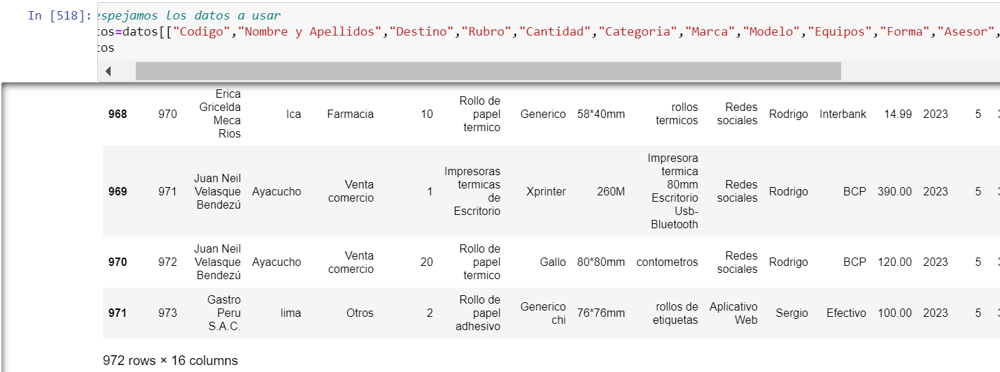 In [518]: espejamos los datos a usar
tos=datos[["Codigo","Nombre y Apellidos","Destino","Rubro","Cantidad","Categoria","Marca","Modelo","Equipos","Forma","Asesor",
tos
968 970 Erica Gricelda Meca Rios Ica Farmacia 10 Rollo de papel termico Generico 58*40mm rollos termicos Redes sociales Rodrigo Interbank 14.99 2023 5
969 971 Juan Neil Velasque Bendezú Ayacucho Venta comercio 1 Impresoras termicas de Escritorio Xprinter 260M Impresora termica 80mm Escritorio Usb-Bluetooth Redes sociales Rodrigo BCP 390.00 2023 5
970 972 Juan Neil Velasque Bendezú Ayacucho Venta comercio 20 Rollo de papel termico Gallo 80*80mm contometros Redes sociales Rodrigo BCP 120.00 2023 5
971 973 Gastro Peru S.A.C. lima Otros 2 Rollo de papel adhesivo Generico chi 76*76mm rollos de etiquetas Aplicativo Web Sergio Efectivo 100.00 2023 5
972 rows × 16 columns